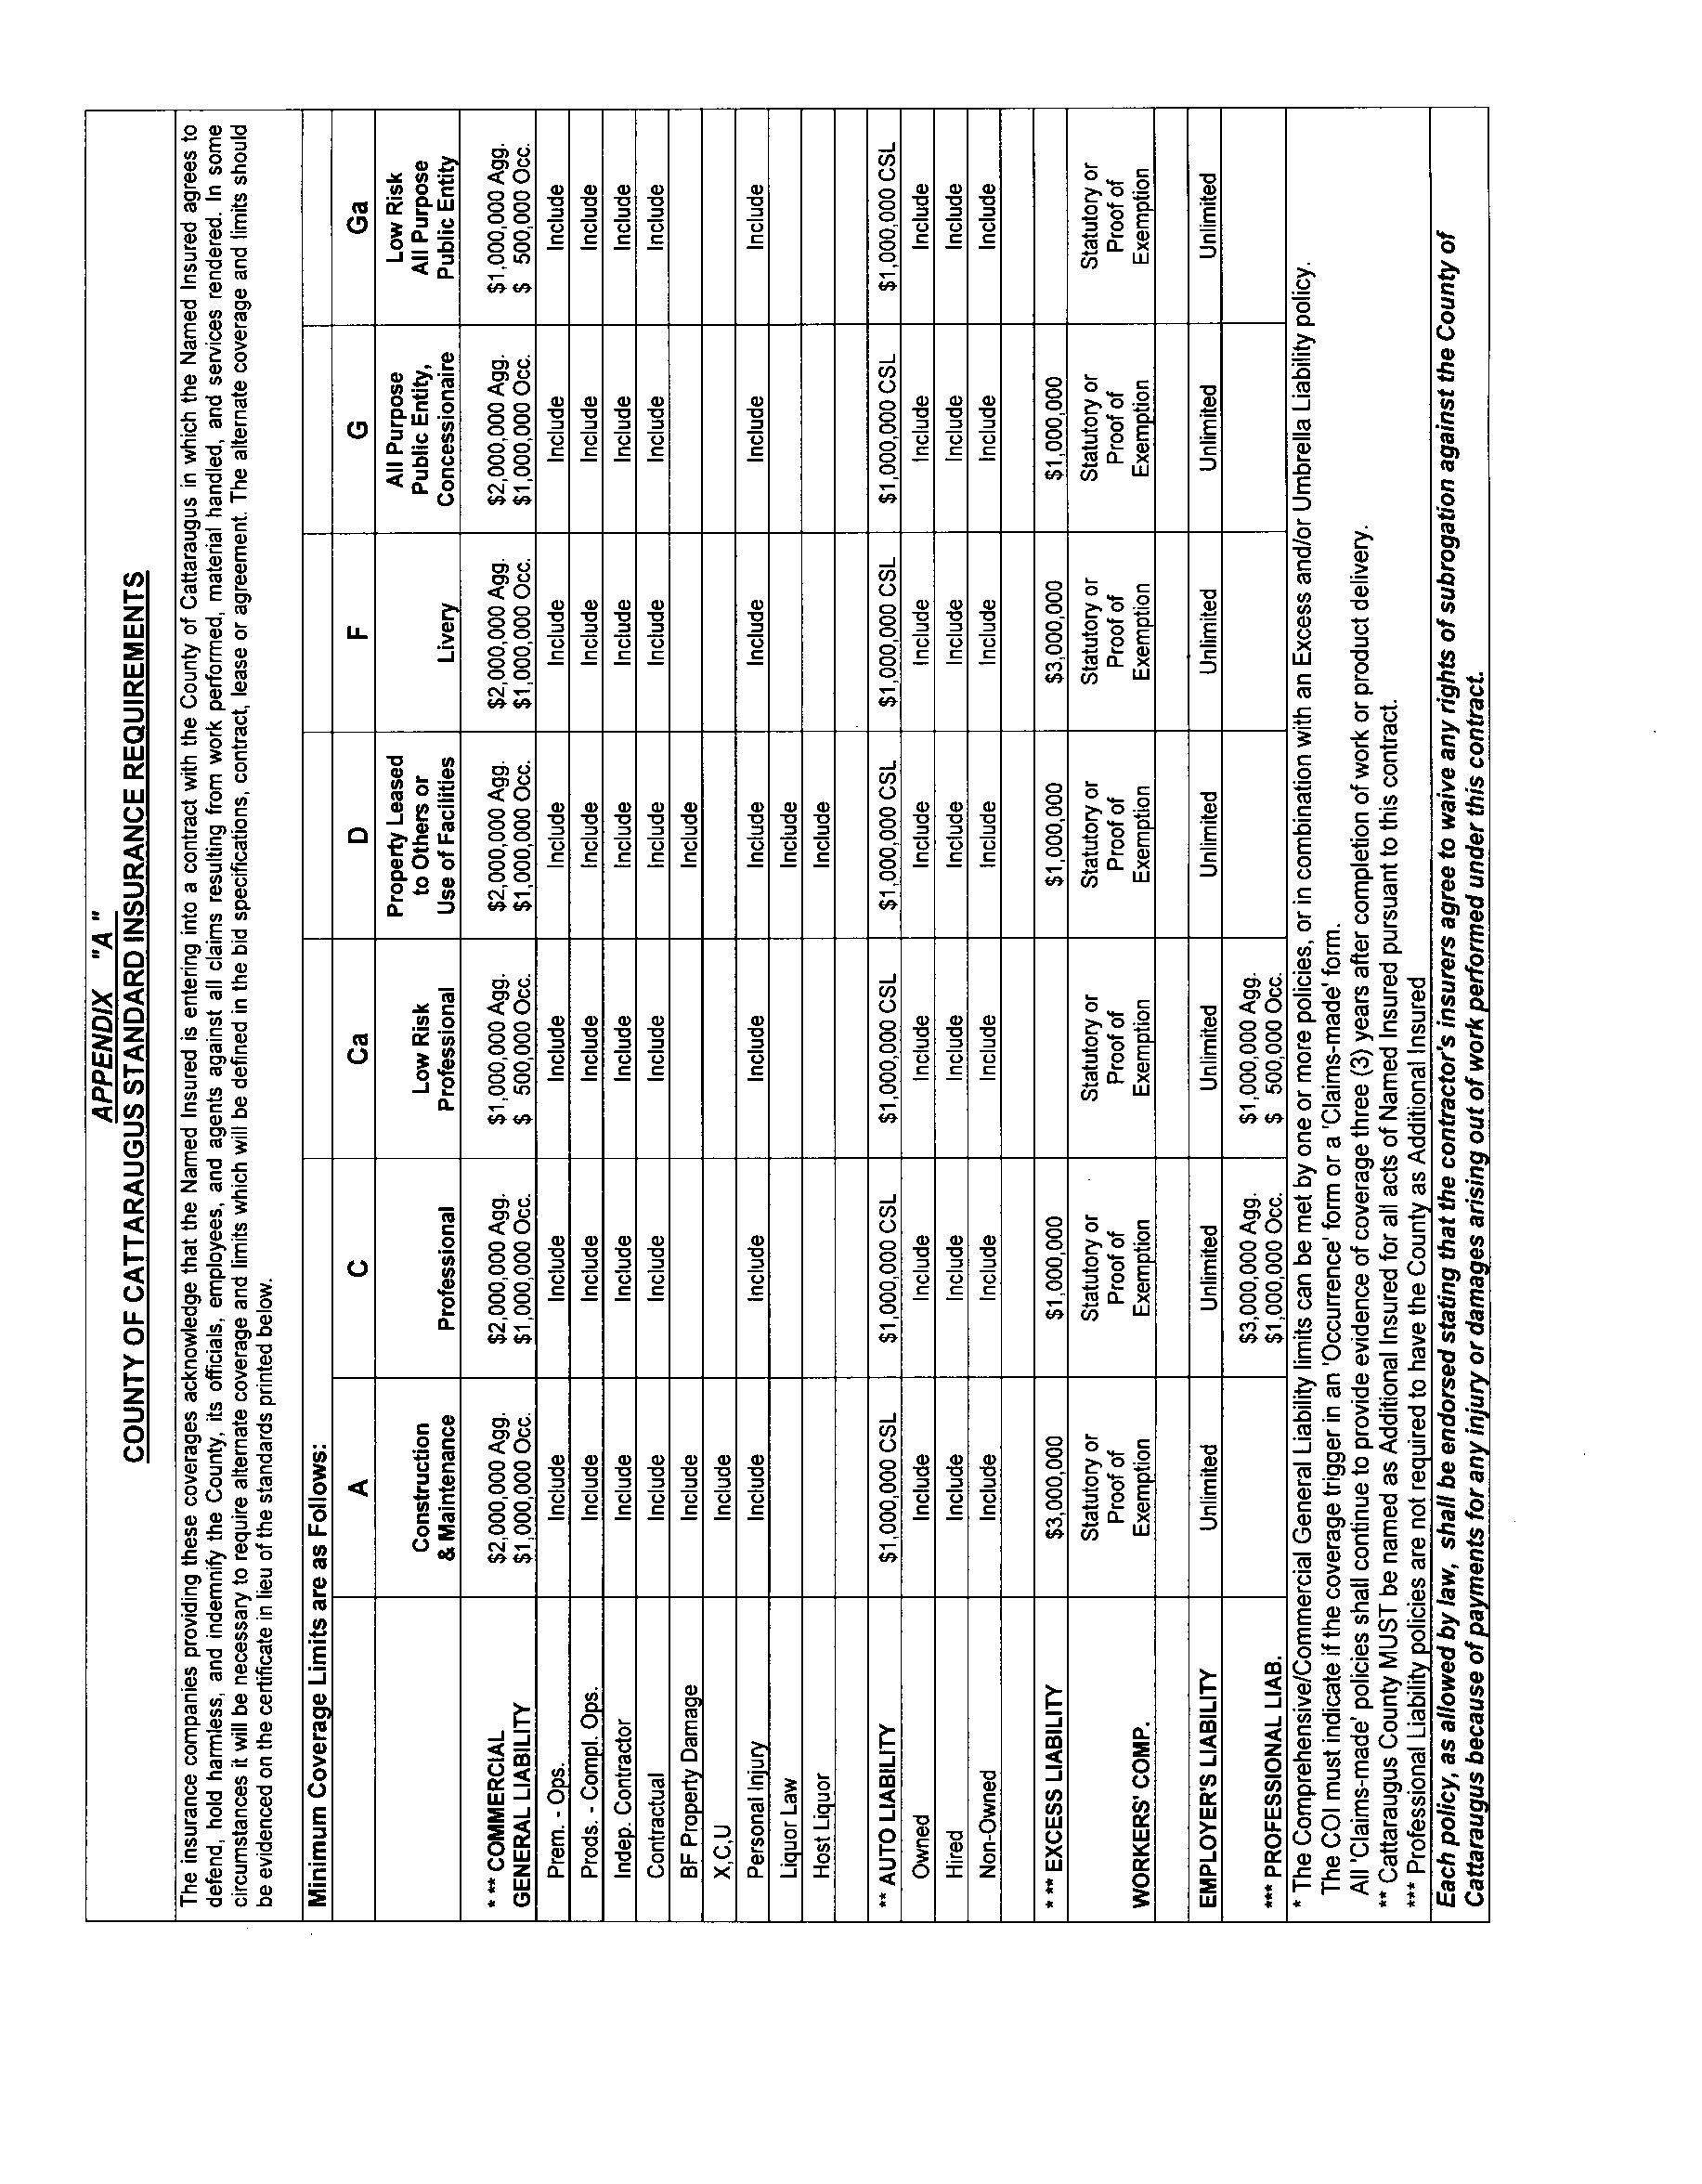 APPENDIX "A"
COUNTY OF CATTARAUGUS STANDARD INSURANCE REQUIREMENTS
The insurance companies providing these coverages acknowledge that the Named Insured is entering into a contract with the County of Cattaraugus in which the Named Insured agrees to
defend, hold harmless, and indemnify the County, its officials, employees, and agents against all claims resulting from work performed, material handled, and services rendered. In some
circumstances it will be necessary to require alternate coverage and limits which will be defined in the bid specifications, contract, lease or agreement. The alternate coverage and limits should
be evidenced on the certificate in lieu of the standards printed below.
Minimum Coverage Limits are as Follows:
A C Ca D F G Ga
Property Leased All Purpose Low Risk
Construction Low Risk to Others or Public Entity, All Purpose
& Maintenance Professional Professional Use of Facilities Livery Concessionaire Public Entity
* ** COMMERCIAL $2,000,000 Agg. $2,000,000 Agg. $1,000,000 Agg. $2,000,000 Agg. $2,000,000 Agg. $2,000,000 Agg. $1,000,000 Agg.
GENERAL LIABILITY $1,000,000 Occ. $1,000,000 Occ. $ 500,000 Occ. $1,000,000 Occ. $1,000,000 Occ. $1,000,000 Occ. $ 500,000 Occ.
Prem. - Ops. Include Include Include Include Include Include Include
Prods. - Compl. Ops. Include Include Include Include Include Include Include
Indep. Contractor Include Include Include Include Include Include Include
Contractual Include Include Include Include Include Include Include
BF Property Damage Include Include
X,C,U Include
Personal Injury Include Include Include Include Include Include Include
Liquor Law Include
Host Liquor Include
** AUTO LIABILITY $1,000,000 CSL $1,000,000 CSL $1,000,000 CSL $1,000,000 CSL $1,000,000 CSL $1,000,000 CSL $1,000,000 CSL
Owned Include Include Include Include Include Include Include
Hired Include Include Include Include Include Include Include
Non-Owned Include Include Include Include Include Include Include
* ** EXCESS LIABILITY $3,000,000 $1,000,000 $1,000,000 $3,000,000 $1,000,000
Statutory or Statutory or Statutory or Statutory or Statutory or Statutory or Statutory or
Proof of Proof of Proof of Proof of Proof of Proof of Proof of
WORKERS' COMP. Exemption Exemption Exemption Exemption Exemption Exemption Exemption
EMPLOYER'S LIABILITY Unlimited Unlimited Unlimited Unlimited Unlimited Unlimited Unlimited
$3,000,000 Agg. $1,000,000 Agg.
*** PROFESSIONAL LIAB. $1,000,000 Occ. $ 500,000 Occ.
* The Comprehensive/Commercial General Liability limits can be met by one or more policies, or in combination with an Excess and/or Umbrella Liability policy.
The COI must indicate if the coverage trigger in an 'Occurrence' form or a 'Claims-made' form.
All 'Claims-made' policies shall continue to provide evidence of coverage three (3) years after completion of work or product delivery.
** Cattaraugus County MUST be named as Additional Insured for all acts of Named Insured pursuant to this contract.
*** Professional Liability policies are not required to have the County as Additional Insured
Each policy, as allowed by law, shall be endorsed stating that the contractor's insurers agree to waive any rights of subrogation against the County of
Cattaraugus because of payments for any injury or damages arising out of work performed under this contract.